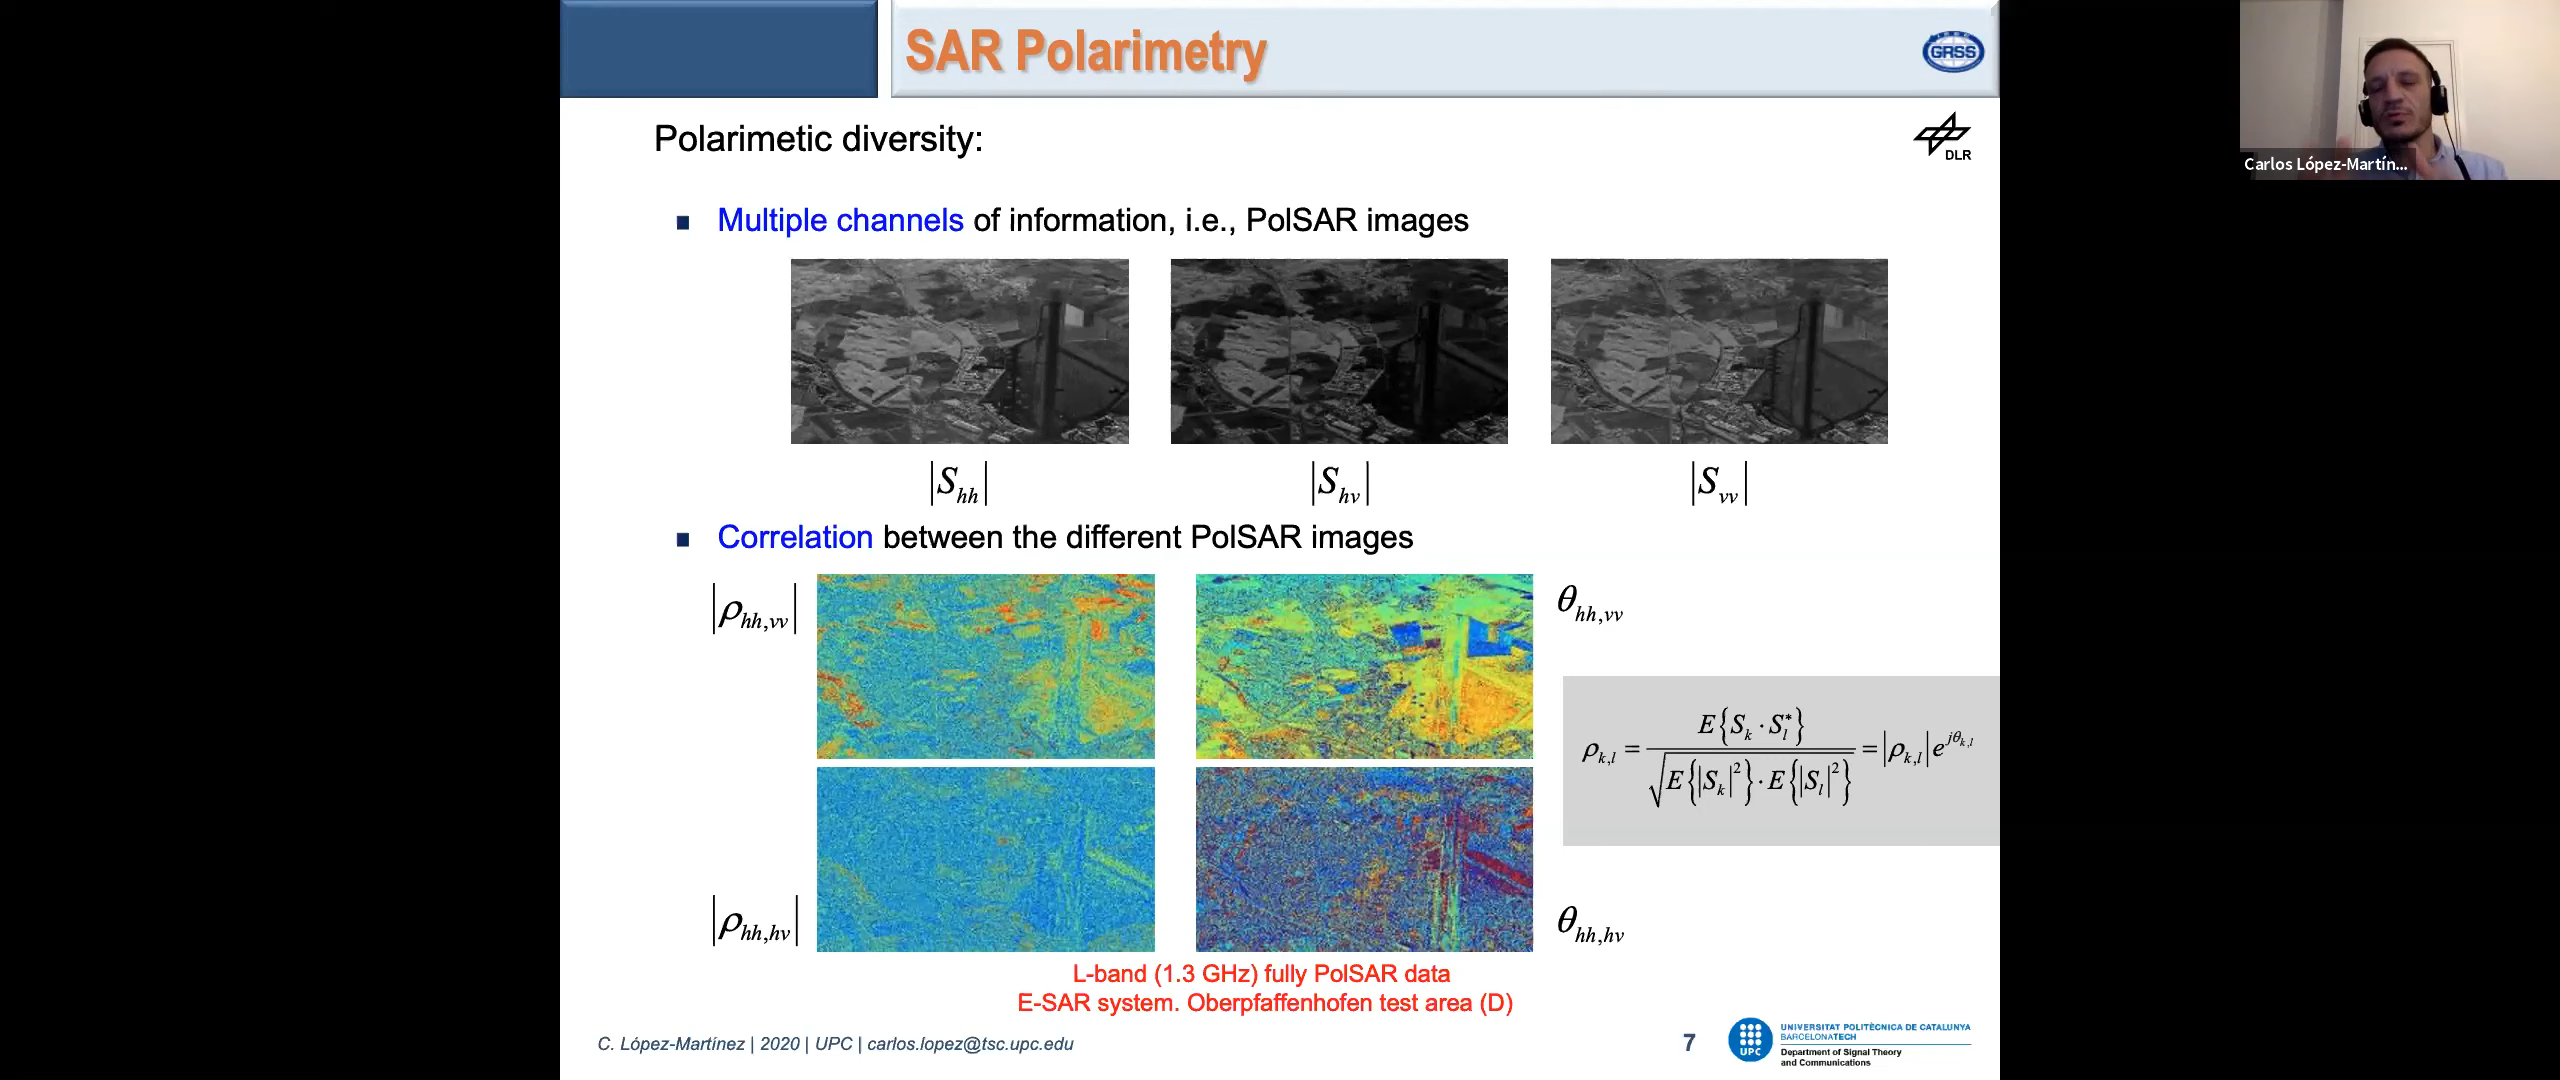 SAR Polarimetry
GRSS
Carlos López-Martín...
Polarimetic diversity:
DLR
Multiple channels of information, i.e., PolSAR images
|S_hh| |S_hv| |S_vv|
Correlation between the different PolSAR images
|ρ_hh,vv| θ_hh,vv
ρ_k,l = E{S_k · S_l^*} / √(E{|S_k|^2} · E{|S_l|^2}) = |ρ_k,l| e^{jθ_k,l}
|ρ_hh,hv| θ_hh,hv
L-band (1.3 GHz) fully PolSAR data
E-SAR system. Oberpfaffenhofen test area (D)
C. López-Martínez | 2020 | UPC | carlos.lopez@tsc.upc.edu
7
UPC
UNIVERSITAT POLITÈCNICA DE CATALUNYA
BARCELONATECH
Department of Signal Theory
and Communications